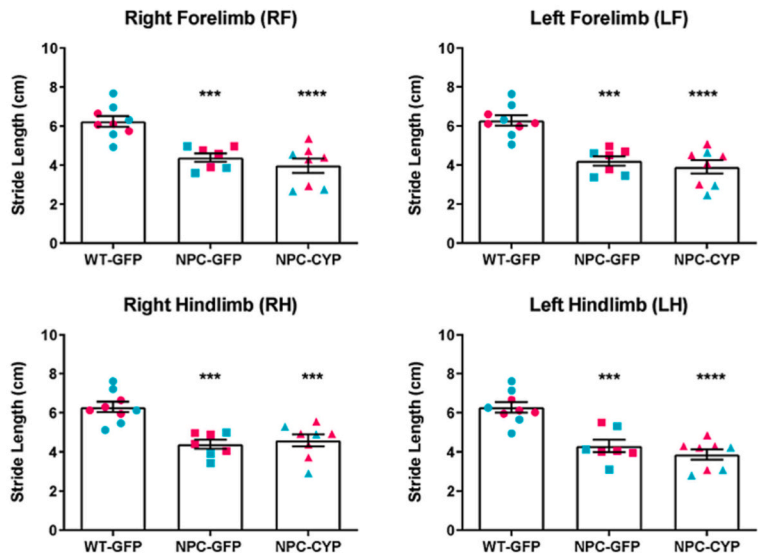 Right Forelimb (RF)
Stride Length (cm)
10
8
6
4
2
0
***
****
WT-GFP NPC-GFP NPC-CYP
Left Forelimb (LF)
Stride Length (cm)
10
8
6
4
2
0
***
****
WT-GFP NPC-GFP NPC-CYP
Right Hindlimb (RH)
Stride Length (cm)
10
8
6
4
2
0
***
***
WT-GFP NPC-GFP NPC-CYP
Left Hindlimb (LH)
Stride Length (cm)
10
8
6
4
2
0
***
****
WT-GFP NPC-GFP NPC-CYP